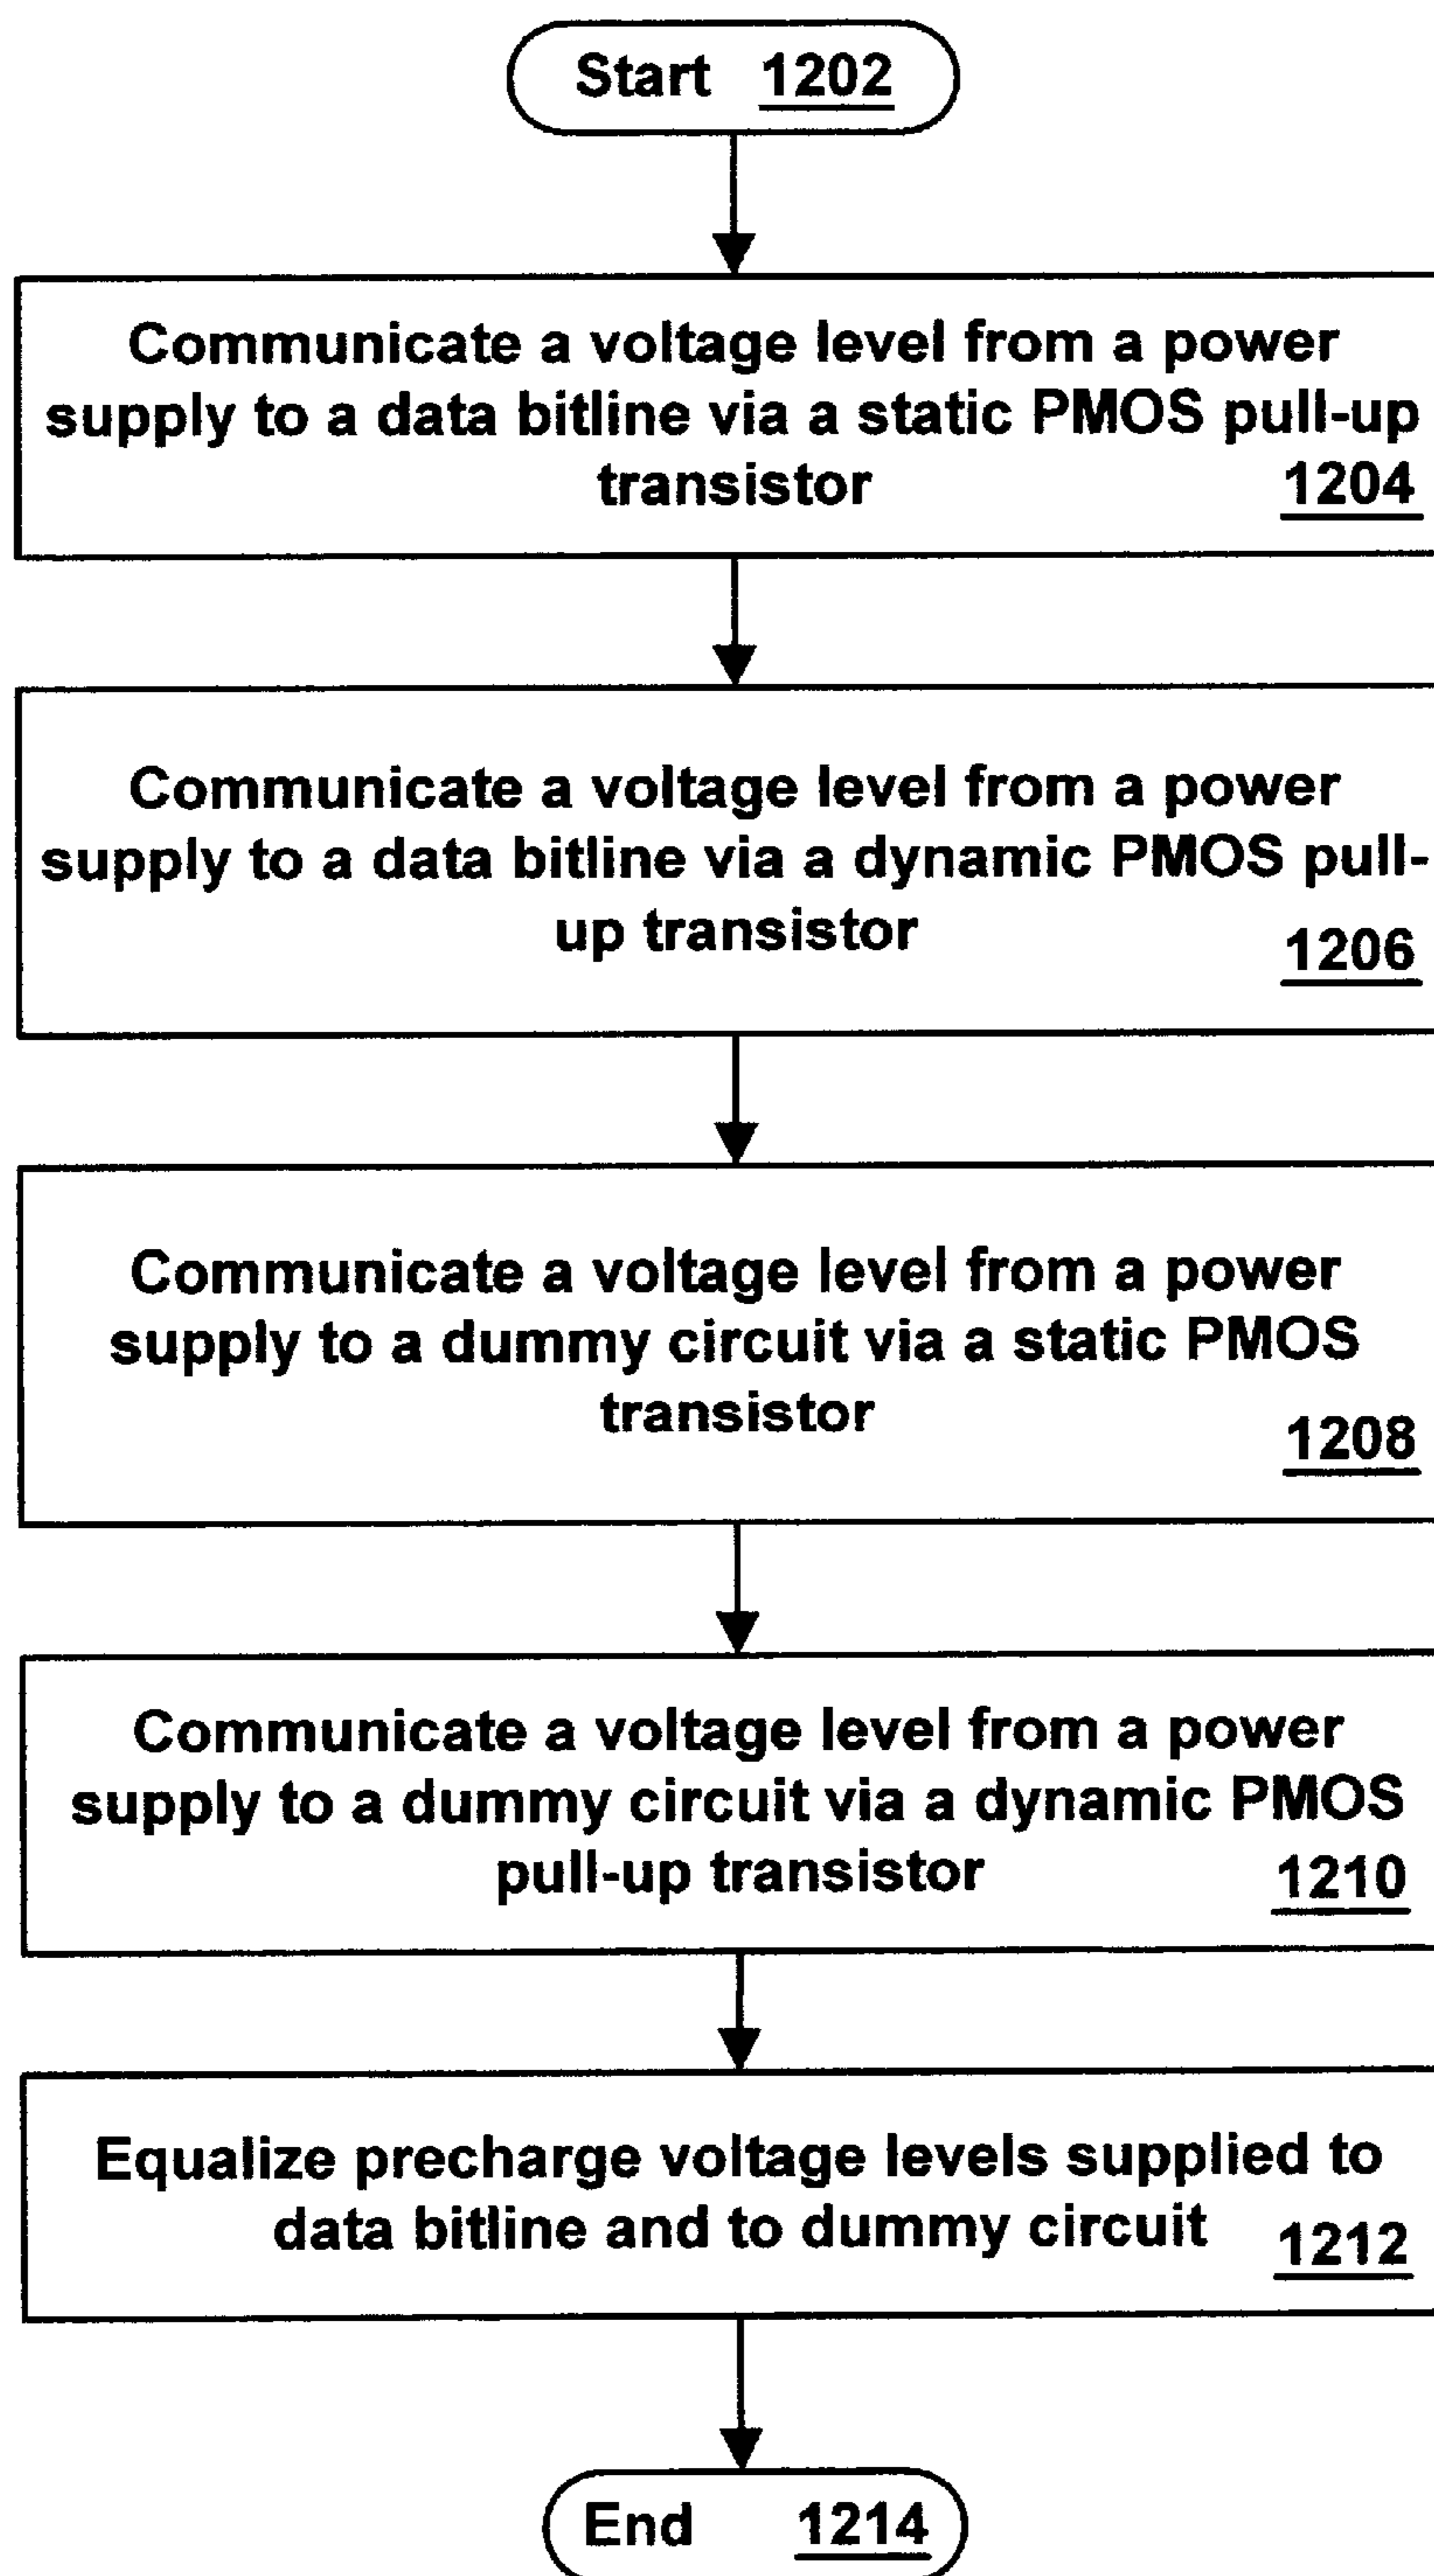 Start 1202
Communicate a voltage level from a power
supply to a data bitline via a static PMOS pull-up
transistor 1204
Communicate a voltage level from a power
supply to a data bitline via a dynamic PMOS pull-
up transistor 1206
Communicate a voltage level from a power
supply to a dummy circuit via a static PMOS
transistor 1208
Communicate a voltage level from a power
supply to a dummy circuit via a dynamic PMOS
pull-up transistor 1210
Equalize precharge voltage levels supplied to
data bitline and to dummy circuit 1212
End 1214